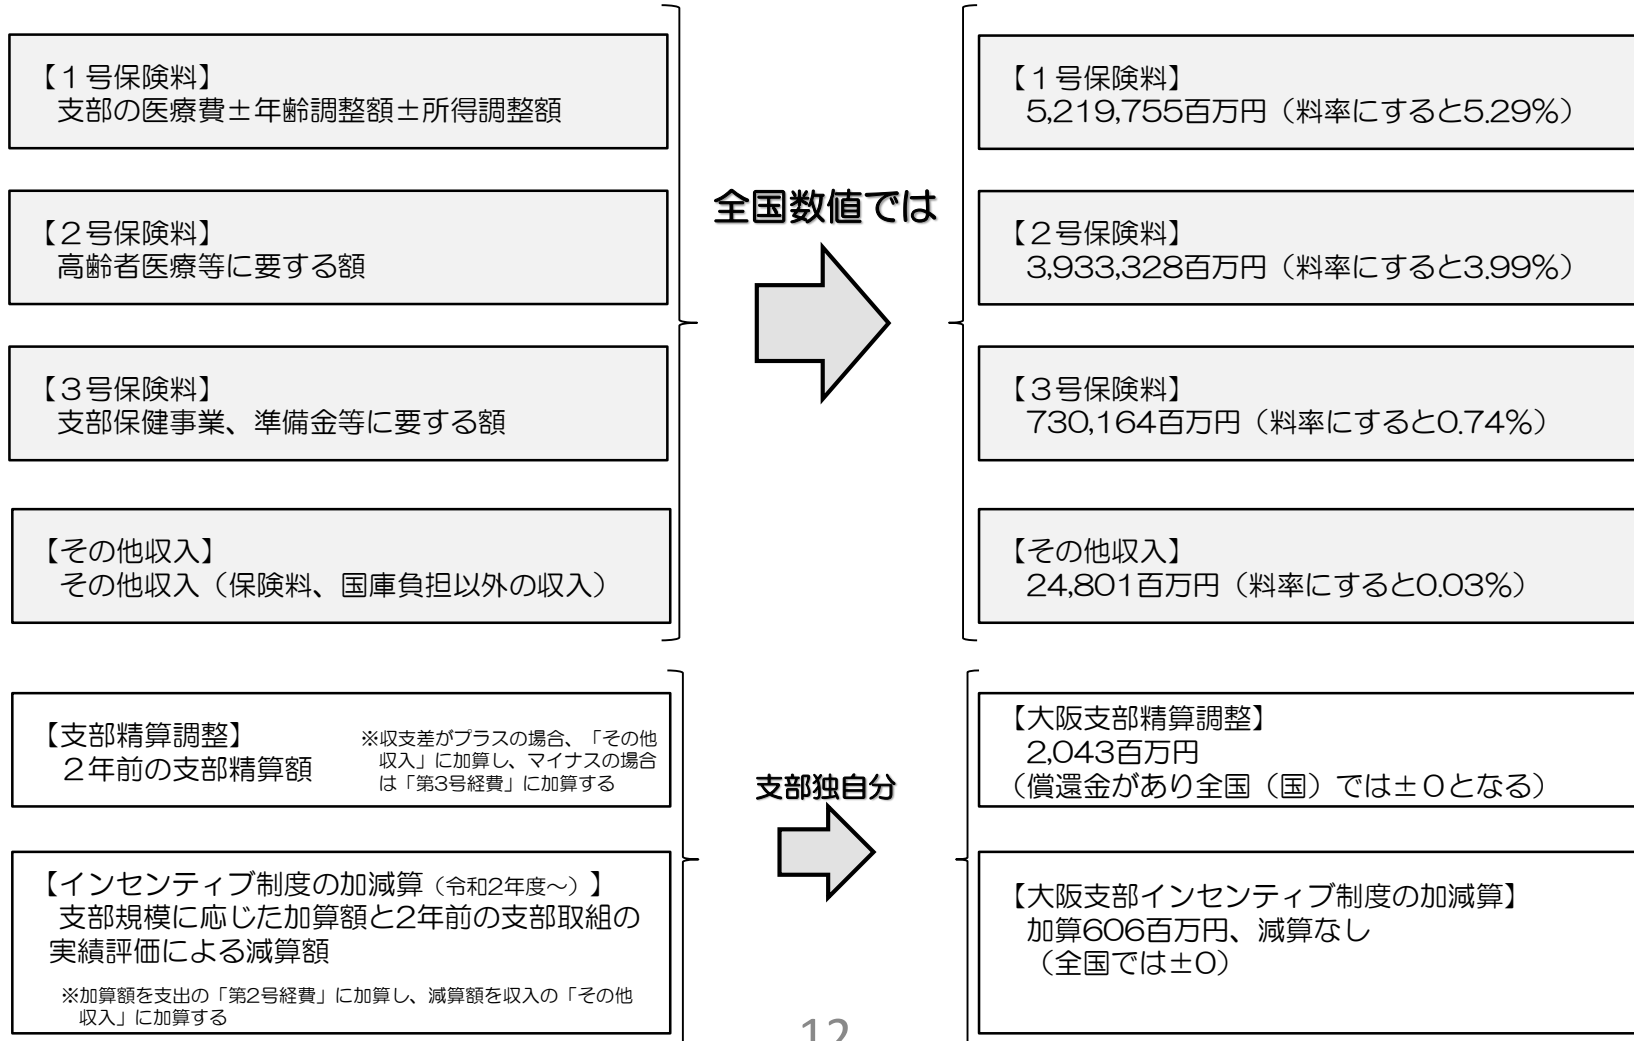 【１号保険料】
支部の医療費±年齢調整額±所得調整額
【２号保険料】
高齢者医療等に要する額
【３号保険料】
支部保健事業、準備金等に要する額
【その他収入】
その他収入（保険料、国庫負担以外の収入）
全国数値では
【１号保険料】
5,219,755百万円（料率にすると5.29％）
【２号保険料】
3,933,328百万円（料率にすると3.99％）
【３号保険料】
730,164百万円（料率にすると0.74％）
【その他収入】
24,801百万円（料率にすると0.03％）
【支部精算調整】
２年前の支部精算額
※収支差がプラスの場合、「その他
収入」に加算し、マイナスの場合
は「第3号経費」に加算する
【インセンティブ制度の加減算（令和2年度～）】
支部規模に応じた加算額と2年前の支部取組の
実績評価による減算額
※加算額を支出の「第2号経費」に加算し、減算額を収入の「その他
収入」に加算する
支部独自分
【大阪支部精算調整】
2,043百万円
（償還金があり全国（国）では±０となる）
【大阪支部インセンティブ制度の加減算】
加算606百万円、減算なし
（全国では±0）
12